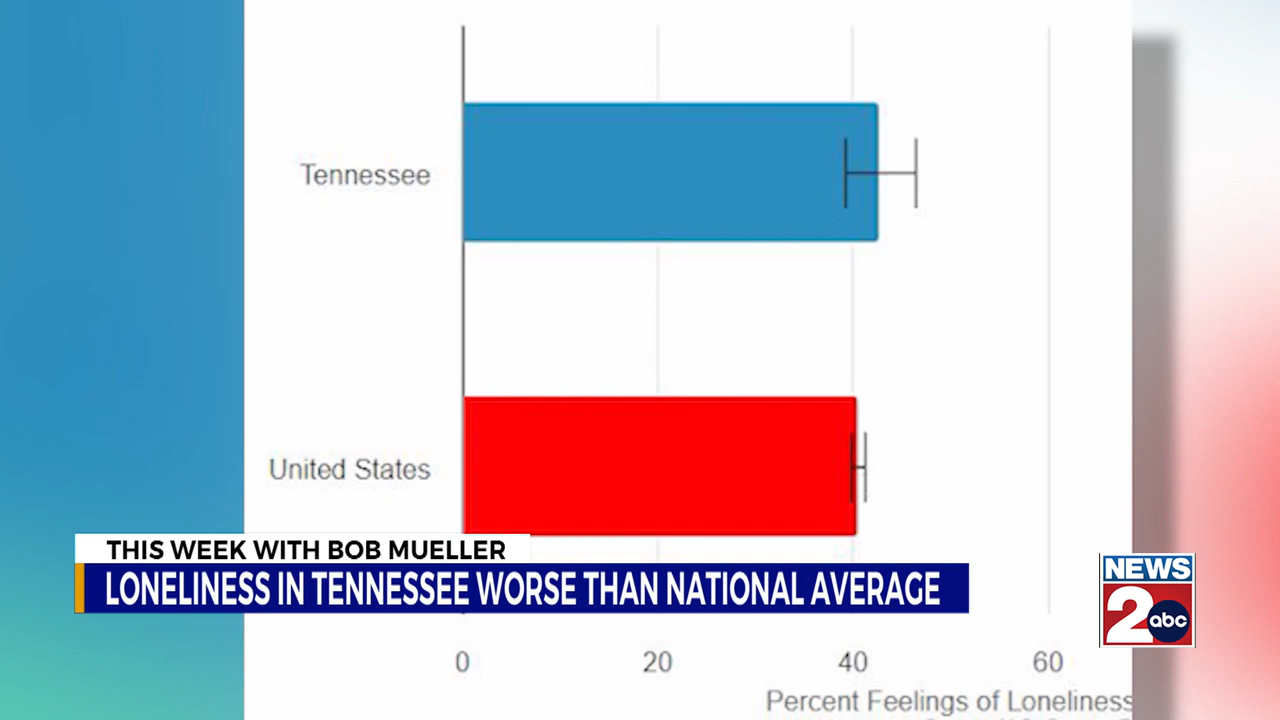 Tennessee
United States
THIS WEEK WITH BOB MUELLER
LONELINESS IN TENNESSEE WORSE THAN NATIONAL AVERAGE
NEWS
2
abc
0
20
40
60
Percent Feelings of Loneliness